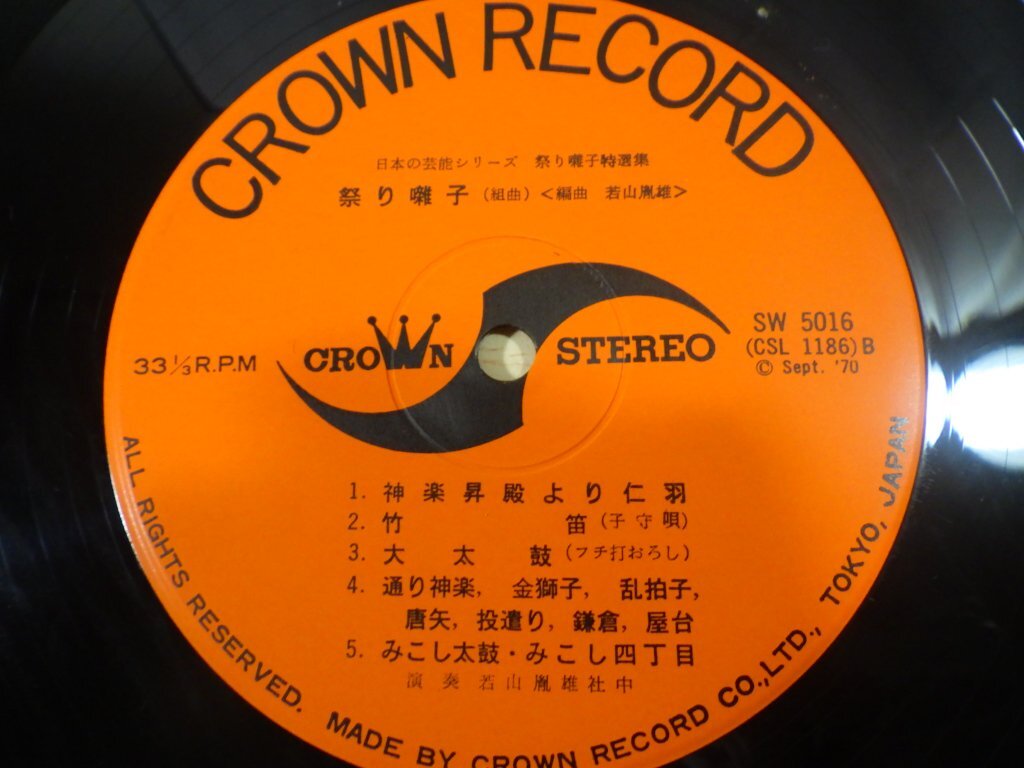 CROWN RECORD
日本の芸能シリーズ 祭り囃子特選集
祭り囃子(組曲)<編曲 若山胤雄>
CROWN STEREO
33 1/3 R.P.M
SW 5016
(CSL 1186) B
© Sept. '70
1. 神楽昇殿より仁羽
2. 竹笛(子守唄)
3. 大太鼓(フチ打おろし)
4. 通り神楽, 金獅子, 乱拍子,
唐矢, 投遣り, 鎌倉, 屋台
5. みこし太鼓・みこし四丁目
演奏 若山胤雄社中
ALL RIGHTS RESERVED. MADE BY CROWN RECORD CO.,LTD., TOKYO, JAPAN